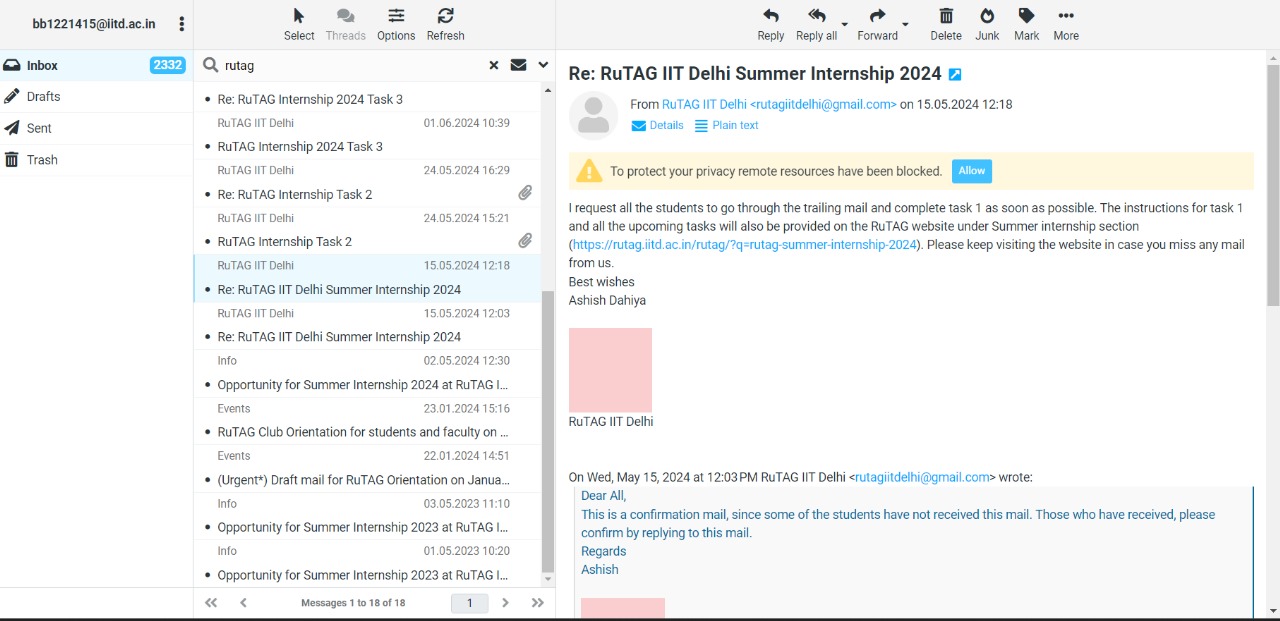 bb1221415@iitd.ac.in
Inbox
2332
Drafts
Sent
Trash
Select
Threads
Options
Refresh
rutag
Re: RuTAG Internship 2024 Task 3
RuTAG IIT Delhi 01.06.2024 10:39
RuTAG Internship 2024 Task 3
RuTAG IIT Delhi 24.05.2024 16:29
Re: RuTAG Internship Task 2
RuTAG IIT Delhi 24.05.2024 15:21
RuTAG Internship Task 2
RuTAG IIT Delhi 15.05.2024 12:18
Re: RuTAG IIT Delhi Summer Internship 2024
RuTAG IIT Delhi 15.05.2024 12:03
Re: RuTAG IIT Delhi Summer Internship 2024
Info 02.05.2024 12:30
Opportunity for Summer Internship 2024 at RuTAG I...
Events 23.01.2024 15:16
RuTAG Club Orientation for students and faculty on ...
Events 22.01.2024 14:51
(Urgent*) Draft mail for RuTAG Orientation on Janua...
Info 03.05.2023 11:10
Opportunity for Summer Internship 2023 at RuTAG I...
Info 01.05.2023 10:20
Opportunity for Summer Internship 2023 at RuTAG I...
Messages 1 to 18 of 18
1
Reply
Reply all
Forward
Delete
Junk
Mark
More
Re: RuTAG IIT Delhi Summer Internship 2024
From RuTAG IIT Delhi <rutagiitdelhi@gmail.com> on 15.05.2024 12:18
Details
Plain text
To protect your privacy remote resources have been blocked.
Allow
I request all the students to go through the trailing mail and complete task 1 as soon as possible. The instructions for task 1
and all the upcoming tasks will also be provided on the RuTAG website under Summer internship section
(https://rutag.iitd.ac.in/rutag/?q=rutag-summer-internship-2024). Please keep visiting the website in case you miss any mail
from us.
Best wishes
Ashish Dahiya
RuTAG IIT Delhi
On Wed, May 15, 2024 at 12:03 PM RuTAG IIT Delhi <rutagiitdelhi@gmail.com> wrote:
Dear All,
This is a confirmation mail, since some of the students have not received this mail. Those who have received, please
confirm by replying to this mail.
Regards
Ashish